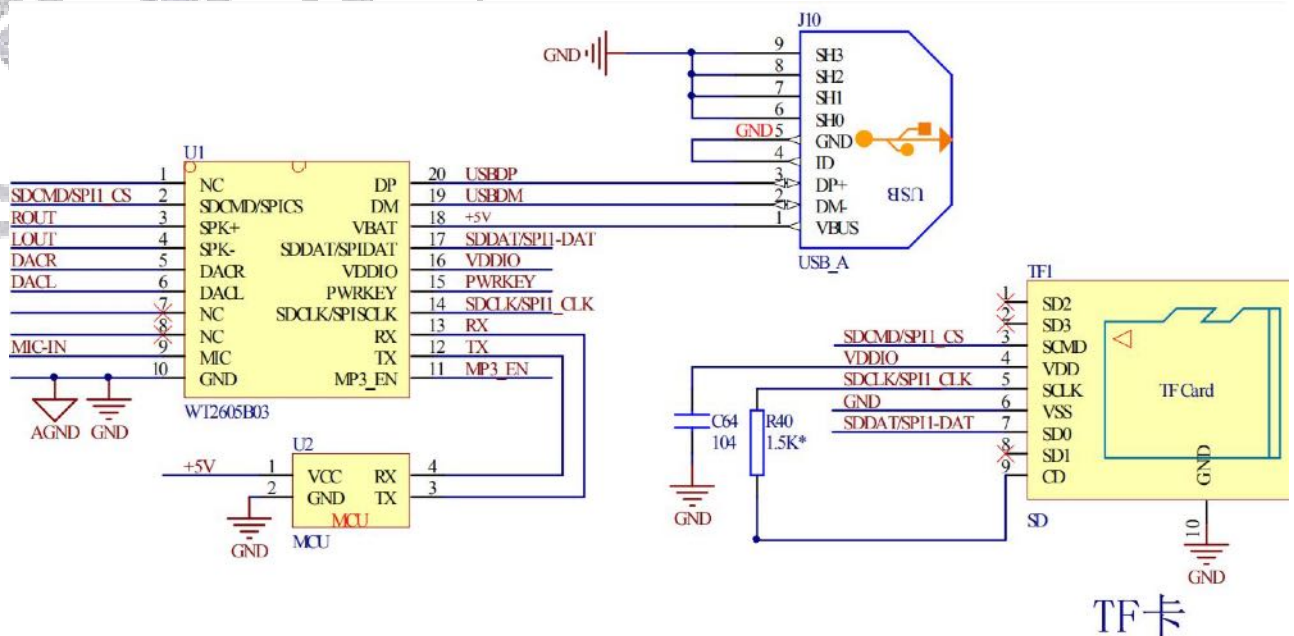 J10
GND
9 SH3
8 SH2
7 SH1
6 SH0
GND 5 GND
4 ID
3 DP+
2 DM-
1 VBUS
USB
USB_A
U1
1 NC
SDCMD/SPI1_CS 2 SDCMD/SPICS
ROUT 3 SPK+
LOUT 4 SPK-
DACR 5 DACR
DACL 6 DACL
7 NC
8 NC
MIC-IN 9 MIC
10 GND
DP 20 USBDP
DM 19 USBDM
VBAT 18 +5V
SDDAT/SPIDAT 17 SDDAT/SPI1-DAT
VDDIO 16 VDDIO
PWRKEY 15 PWRKEY
SDCLK/SPISCLK 14 SDCLK/SPI1_CLK
RX 13 RX
TX 12 TX
MP3_EN 11 MP3_EN
WT2605B03
AGND GND
U2
+5V 1 VCC RX 4
2 GND TX 3
MCU
MCU
GND
TF1
1 SD2
2 SD3
SDCMD/SPI1_CS 3 SCMD
VDDIO 4 VDD
SDCLK/SPI1_CLK 5 SCLK
GND 6 VSS
SDDAT/SPI1-DAT 7 SD0
8 SD1
9 CD
TF Card
GND
SD
10
GND
C64
104
R40
1.5K*
GND
TF卡